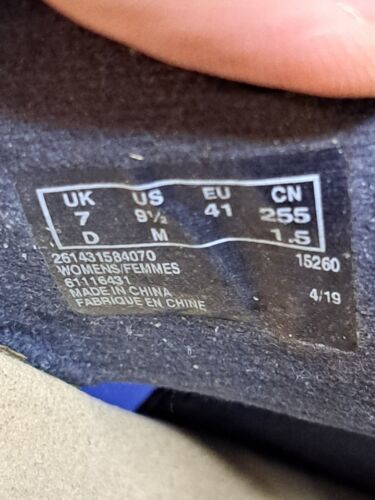 UK US EU CN
7 9½ 41 255
D M 1.5
261431584070
WOMENS/FEMMES 15260
61116431
MADE IN CHINA 4/19
FABRIQUE EN CHINE